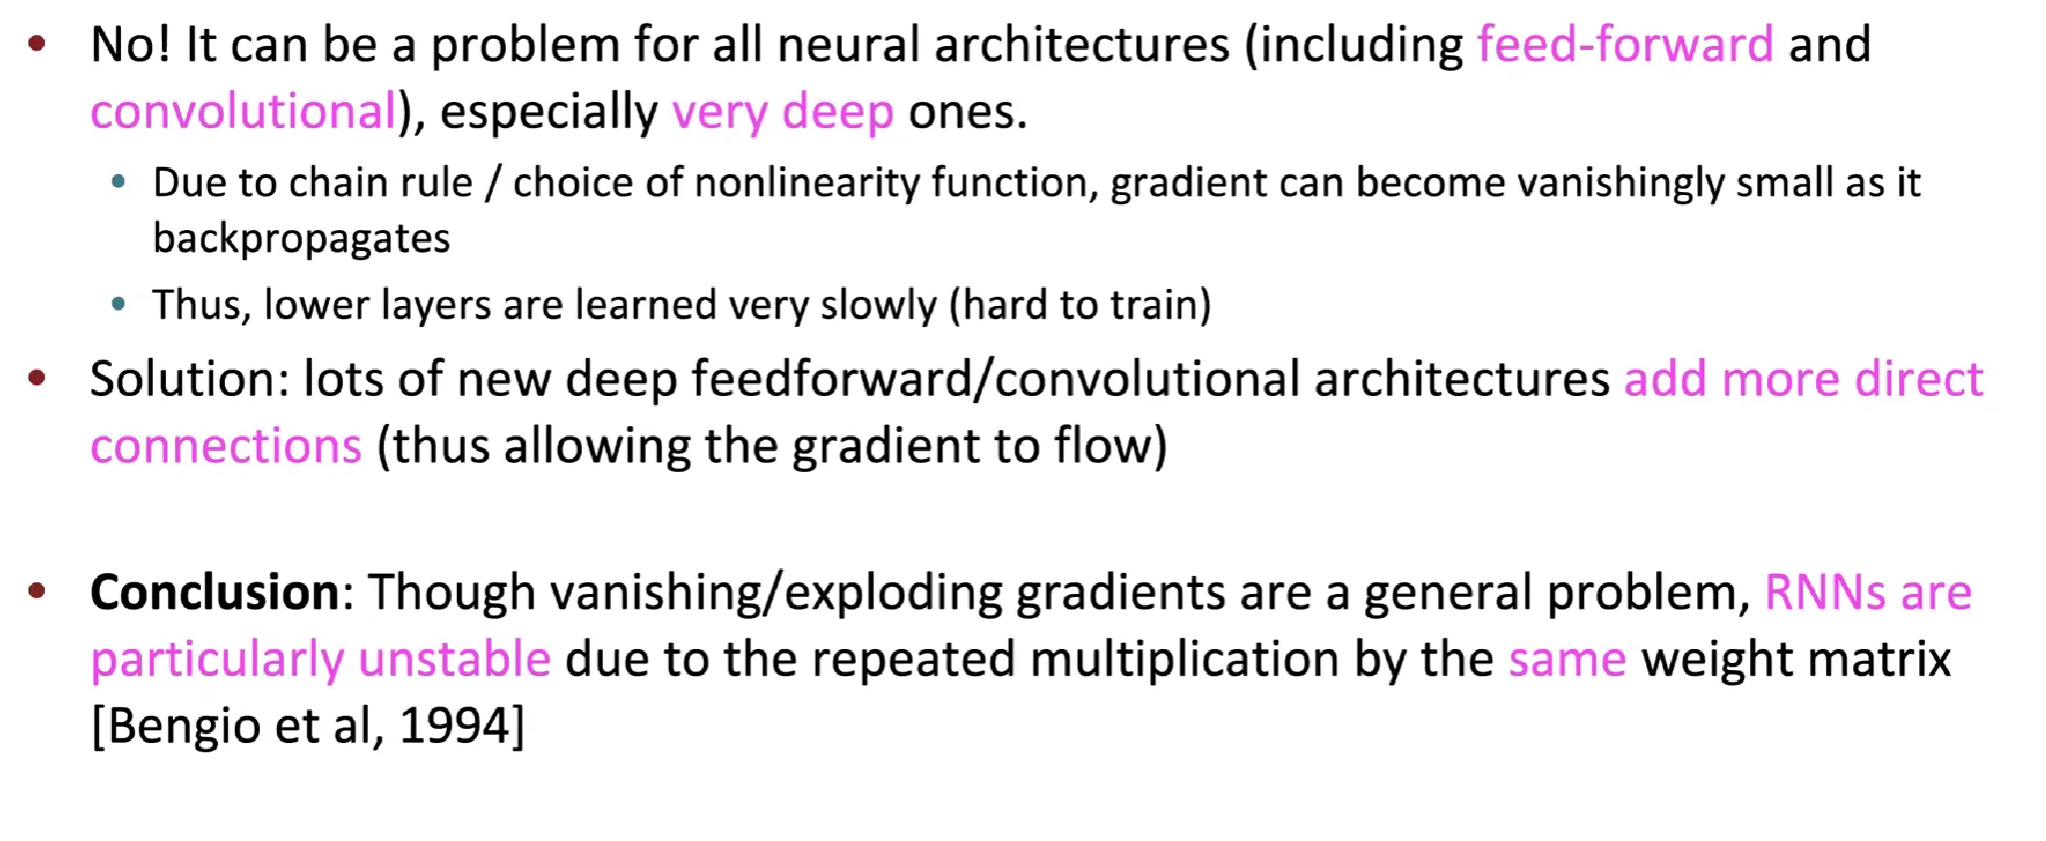 • No! It can be a problem for all neural architectures (including feed-forward and
convolutional), especially very deep ones.
• Due to chain rule / choice of nonlinearity function, gradient can become vanishingly small as it
backpropagates
• Thus, lower layers are learned very slowly (hard to train)
• Solution: lots of new deep feedforward/convolutional architectures add more direct
connections (thus allowing the gradient to flow)
• Conclusion: Though vanishing/exploding gradients are a general problem, RNNs are
particularly unstable due to the repeated multiplication by the same weight matrix
[Bengio et al, 1994]